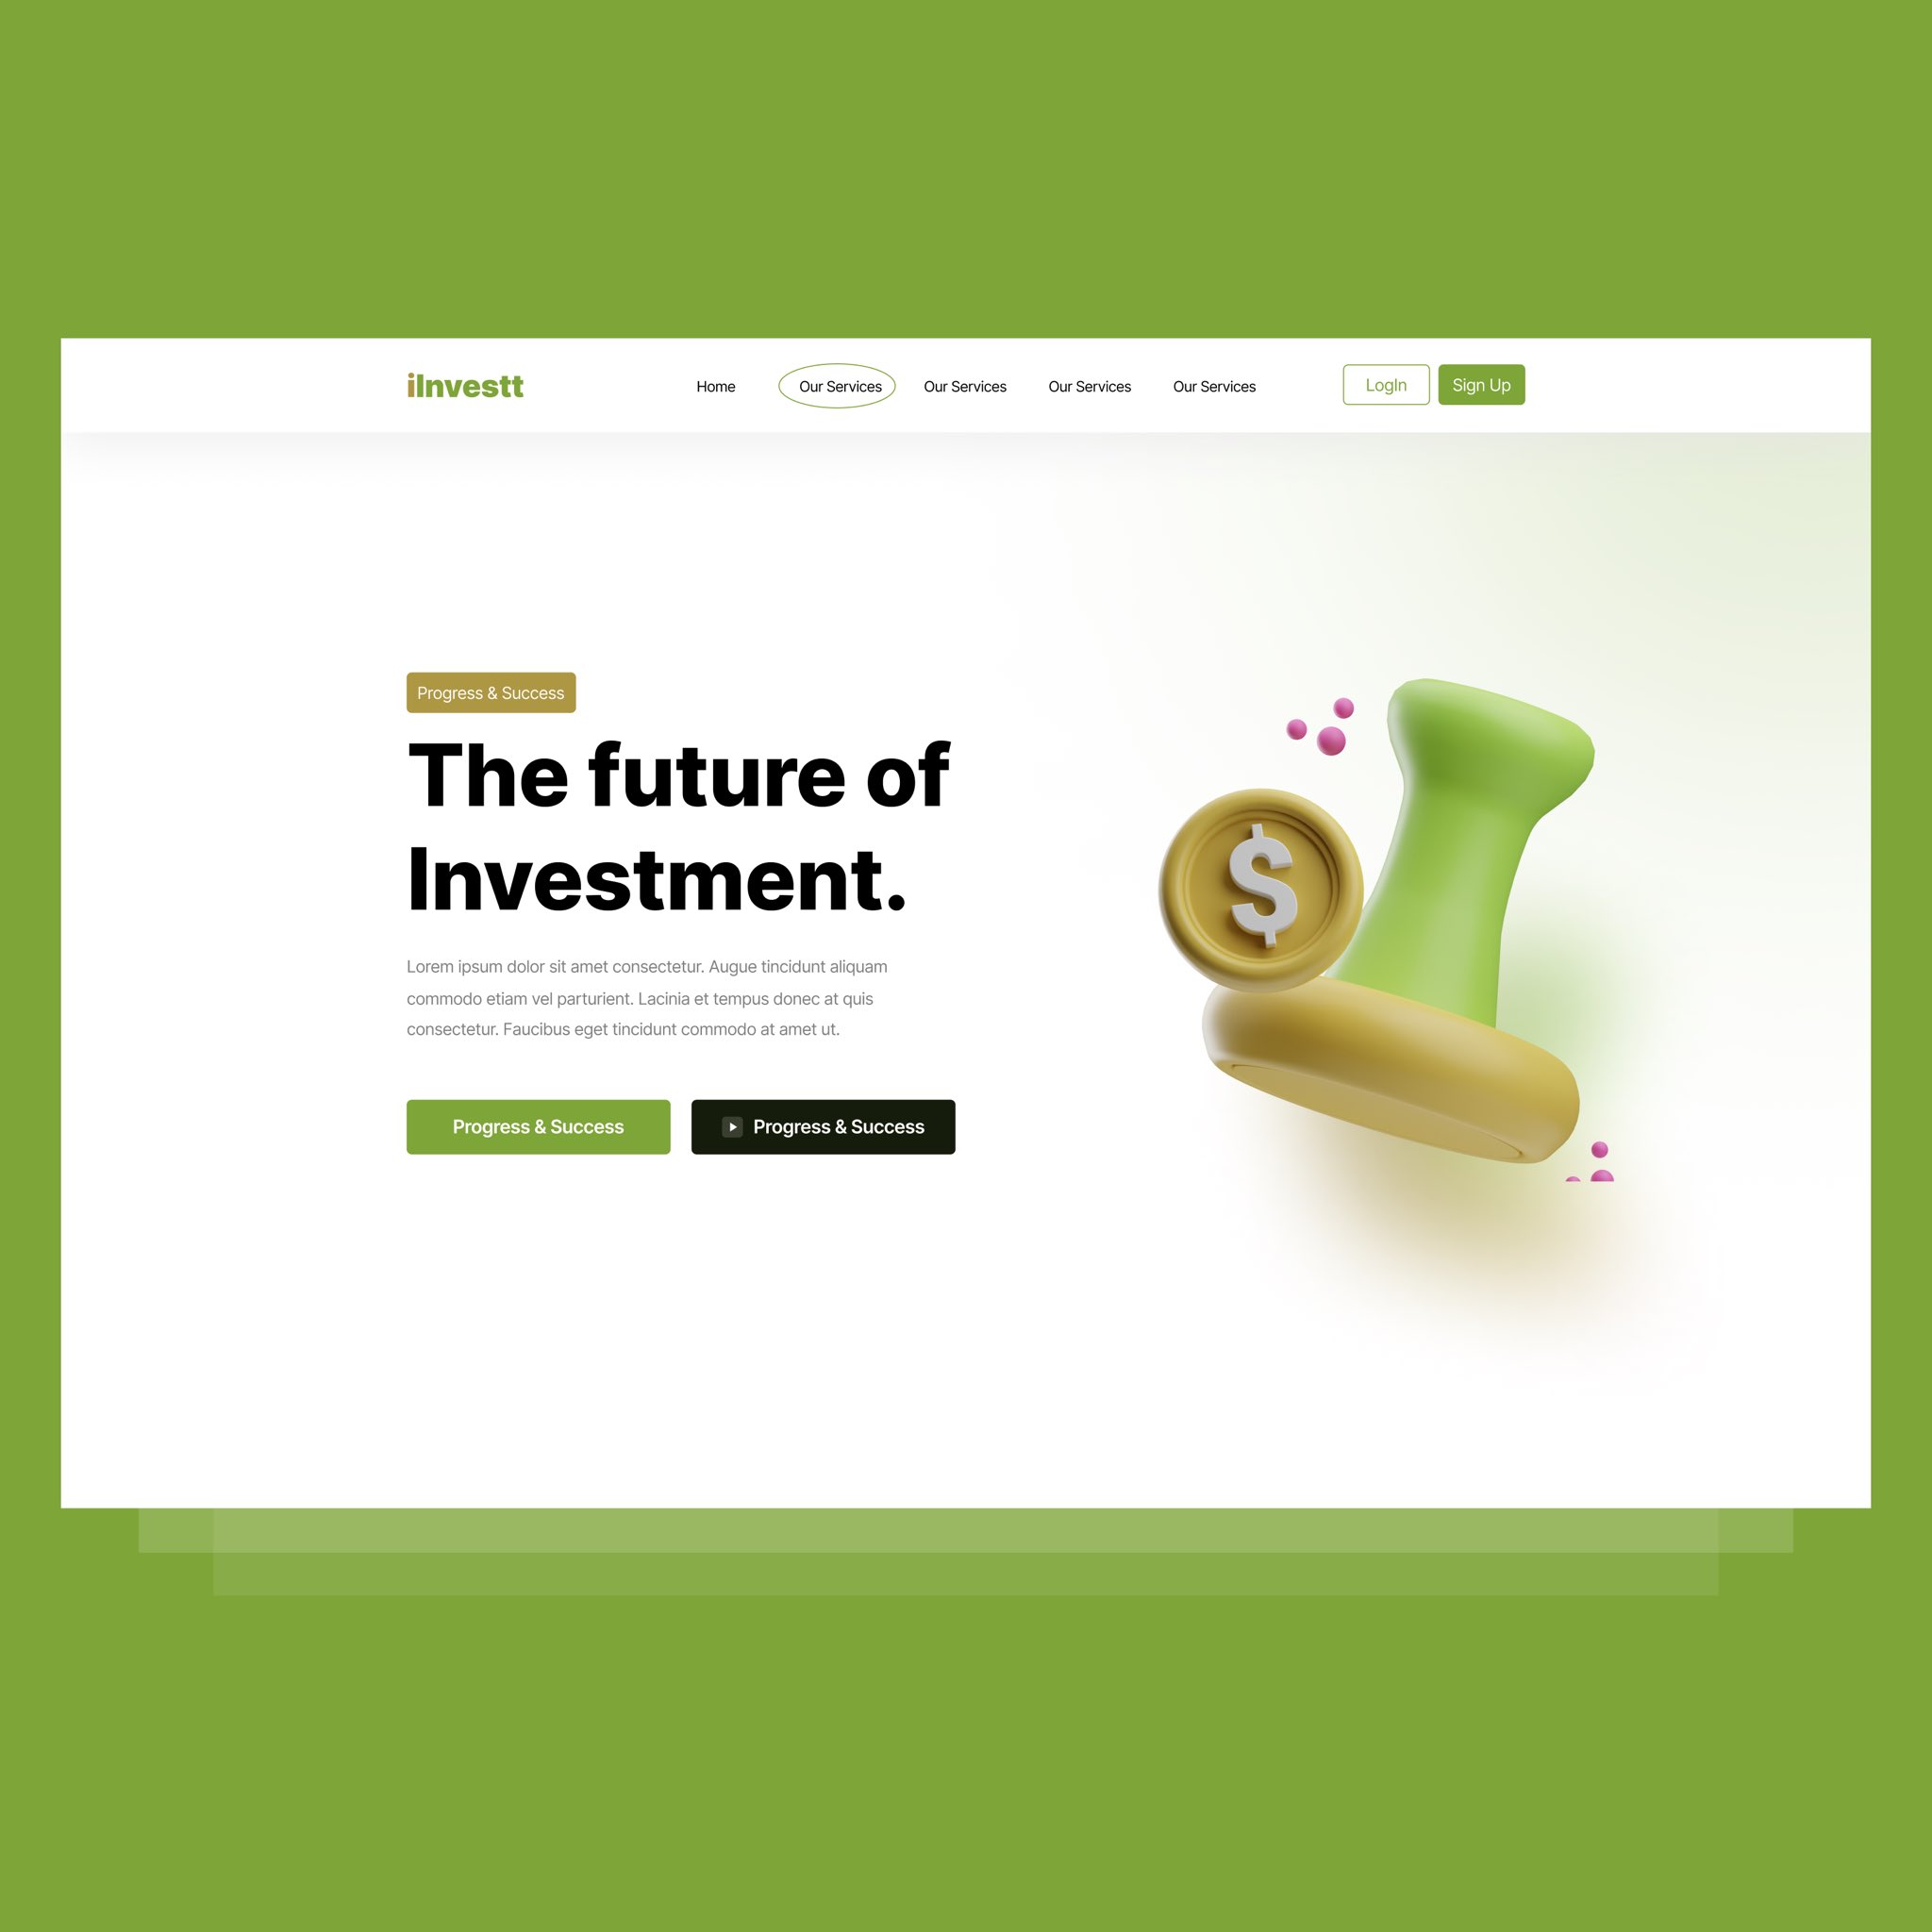 iInvestt
Home
Our Services
Our Services
Our Services
Our Services
LogIn
Sign Up
Progress & Success
The future of
Investment.
Lorem ipsum dolor sit amet consectetur. Augue tincidunt aliquam
commodo etiam vel parturient. Lacinia et tempus donec at quis
consectetur. Faucibus eget tincidunt commodo at amet ut.
Progress & Success
Progress & Success
$